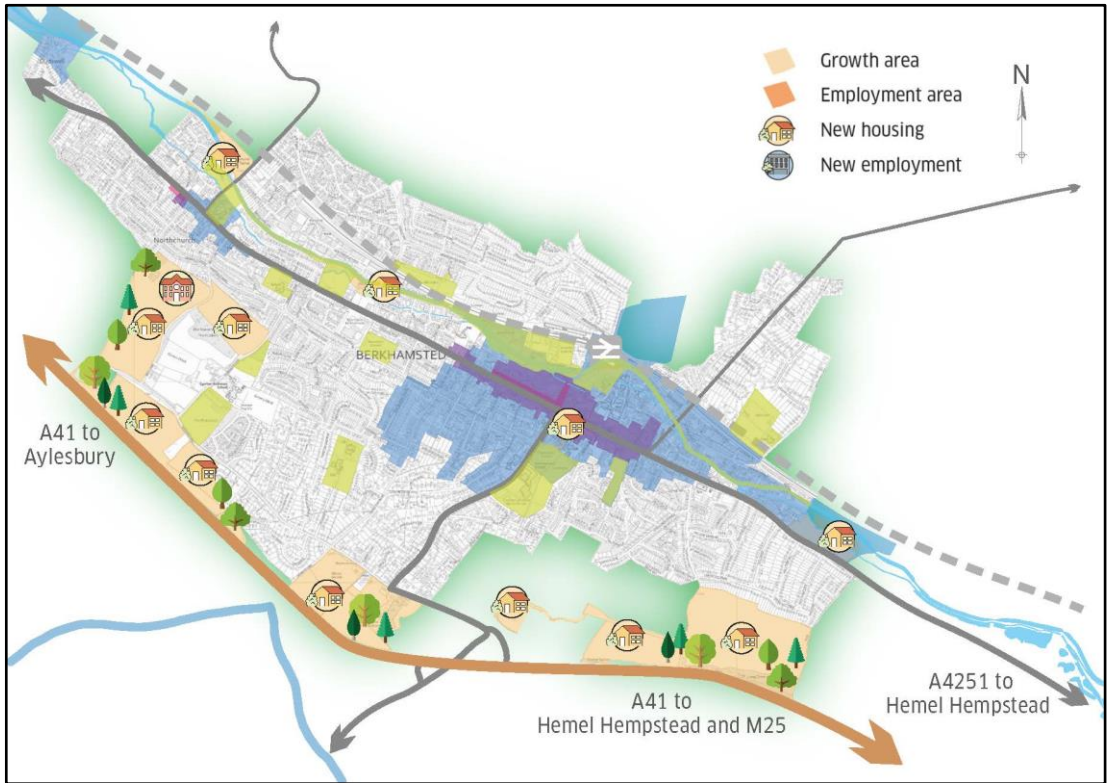 Growth area
Employment area
New housing
New employment
N
Northchurch
BERKHAMSTED
A41 to
Aylesbury
A41 to
Hemel Hempstead and M25
A4251 to
Hemel Hempstead